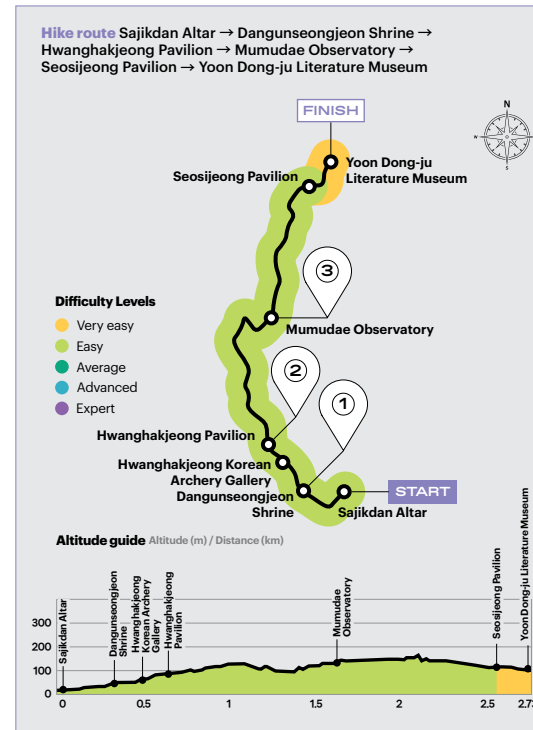 Hike route Sajikdan Altar → Dangunseongjeon Shrine →
Hwanghakjeong Pavilion → Mumudae Observatory →
Seosijeong Pavilion → Yoon Dong-ju Literature Museum
FINISH
N
W
E
S
Yoon Dong-ju
Literature Museum
Seosijeong Pavilion
3
Mumudae Observatory
Difficulty Levels
Very easy
Easy
Average
Advanced
Expert
2
1
Hwanghakjeong Pavilion
Hwanghakjeong Korean
Archery Gallery
Dangunseongjeon
Shrine
START
Sajikdan Altar
Altitude guide Altitude (m) / Distance (km)
Sajikdan Altar
Dangunseongjeon
Shrine
Hwanghakjeong
Korean Archery
Gallery
Hwanghakjeong
Pavilion
Mumudae
Observatory
Seosijeong Pavilion
Yoon Dong-ju Literature Museum
300
200
100
0
0 0.5 1 1.5 2 2.5